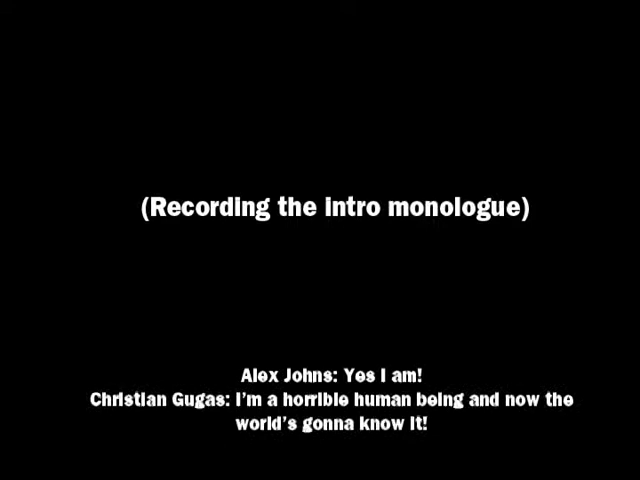 (Recording the intro monologue)
Alex Johns: Yes I am!
Christian Gugas: I'm a horrible human being and now the
world's gonna know it!